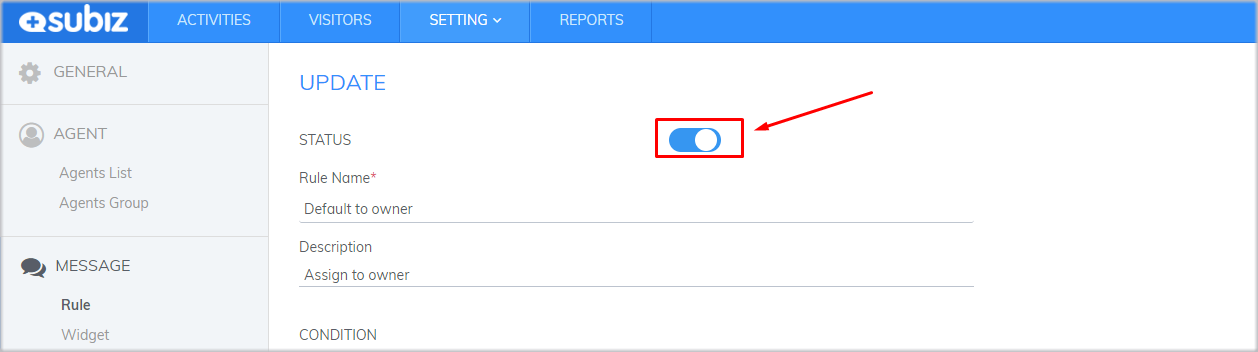 subiz
ACTIVITIES
VISITORS
SETTING
REPORTS
GENERAL
AGENT
Agents List
Agents Group
MESSAGE
Rule
Widget
UPDATE
STATUS
Rule Name*
Default to owner
Description
Assign to owner
CONDITION